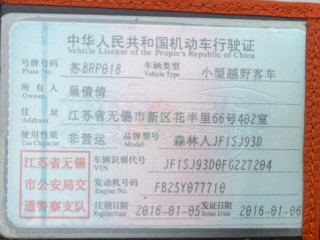 中华人民共和国机动车行驶证
Vehicle License of the People's Republic of China
号牌号码 苏BRP018 车辆类型 小型越野客车
Plate No. Vehicle Type
所有人
Owner
住址 江苏省无锡市新区花半里66号402室
Address
使用性质 非营运 品牌型号 森林人JF1SJ93D
Use Character Model
江苏省无锡市公安局交通警察支队
车辆识别代号 JF1SJ93D0FG227204
VIN
发动机号码 FB25Y077710
Engine No.
注册日期 2016-01-05 发证日期 2016-01-06
Register Date Issue Date